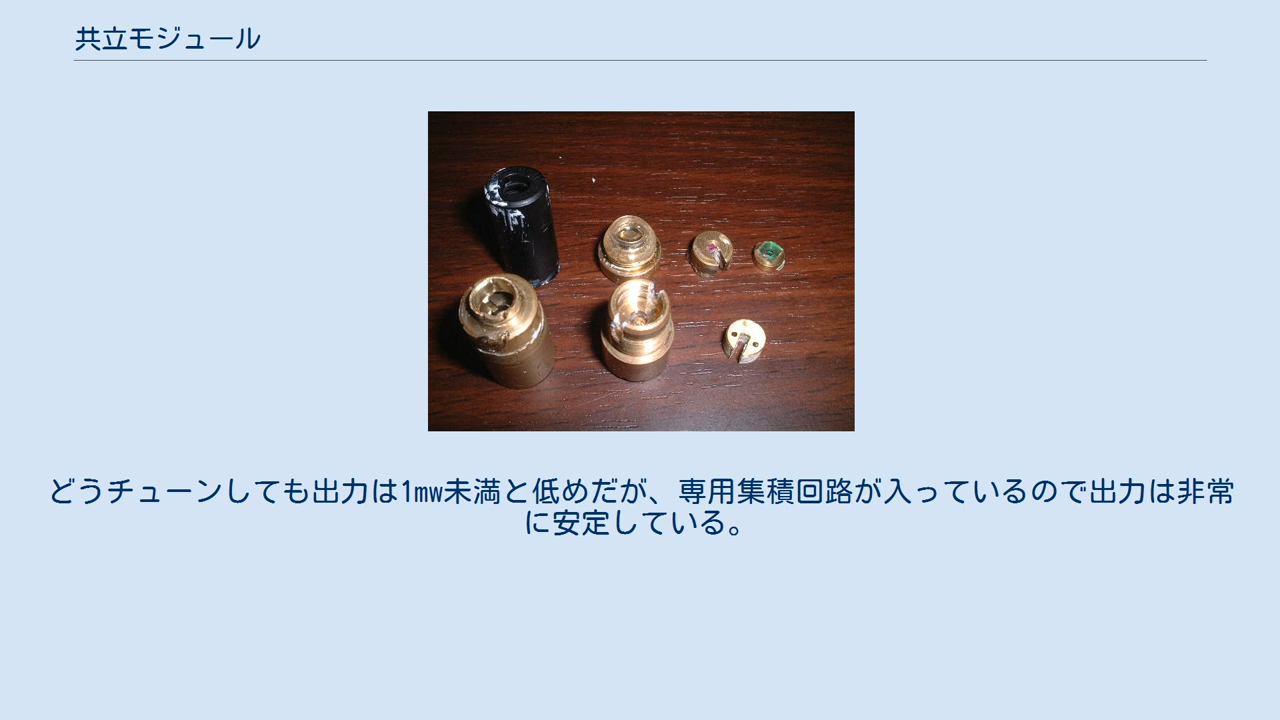 共立モジュール
どうチューンしても出力は1mw未満と低めだが、専用集積回路が入っているので出力は非常
に安定している。